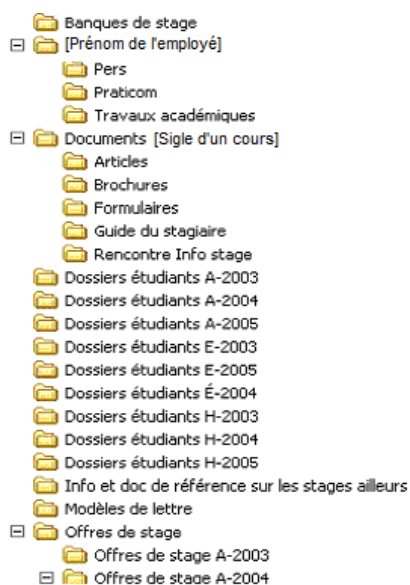 Banques de stage
[Prénom de l'employé]
Pers
Praticom
Travaux académiques
Documents [Sigle d'un cours]
Articles
Brochures
Formulaires
Guide du stagiaire
Rencontre Info stage
Dossiers étudiants A-2003
Dossiers étudiants A-2004
Dossiers étudiants A-2005
Dossiers étudiants E-2003
Dossiers étudiants E-2005
Dossiers étudiants É-2004
Dossiers étudiants H-2003
Dossiers étudiants H-2004
Dossiers étudiants H-2005
Info et doc de référence sur les stages ailleurs
Modèles de lettre
Offres de stage
Offres de stage A-2003
Offres de stage A-2004